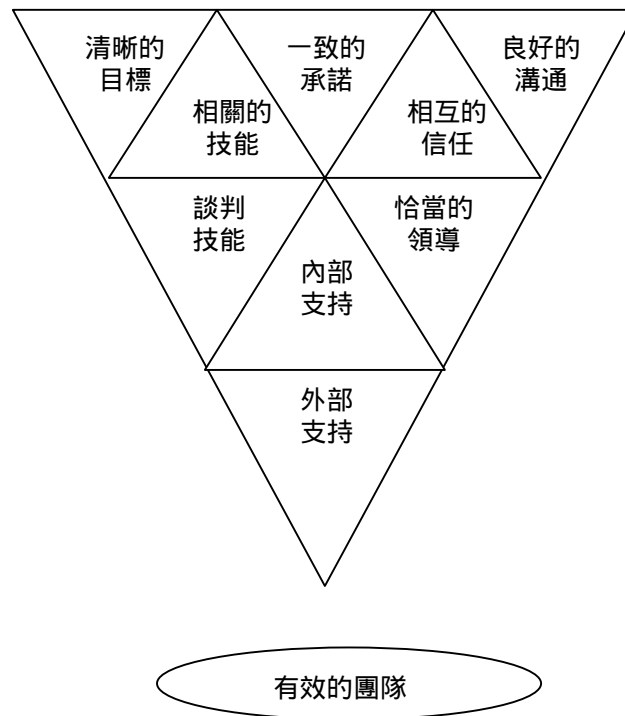 清晰的
目標
一致的
承諾
良好的
溝通
相關的
技能
相互的
信任
談判
技能
恰當的
領導
內部
支持
外部
支持
有效的團隊